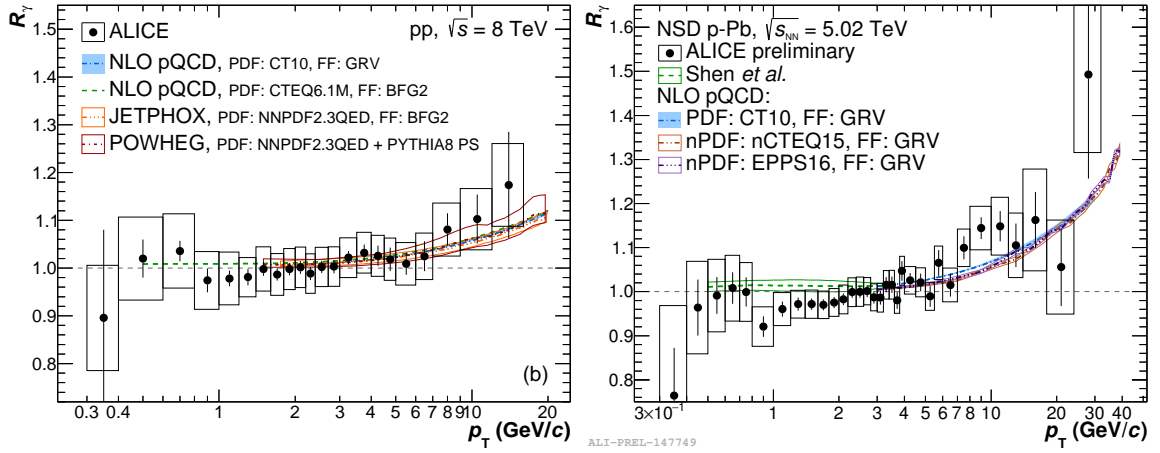 Rγ
1.5
1.4
1.3
1.2
1.1
1.0
0.9
0.8
ALICE
pp, √s = 8 TeV
NLO pQCD, PDF: CT10, FF: GRV
NLO pQCD, PDF: CTEQ6.1M, FF: BFG2
JETPHOX, PDF: NNPDF2.3QED, FF: BFG2
POWHEG, PDF: NNPDF2.3QED + PYTHIA8 PS
(b)
0.3 0.4 1 2 3 4 5 6 7 8 910 20
pT (GeV/c)
Rγ
1.6
1.5
1.4
1.3
1.2
1.1
1.0
0.9
0.8
NSD p-Pb, √sNN = 5.02 TeV
ALICE preliminary
Shen et al.
NLO pQCD:
PDF: CT10, FF: GRV
nPDF: nCTEQ15, FF: GRV
nPDF: EPPS16, FF: GRV
3×10⁻¹ 1 2 3 4 5 6 7 8 10 20 30 40
pT (GeV/c)
ALI-PREL-147749